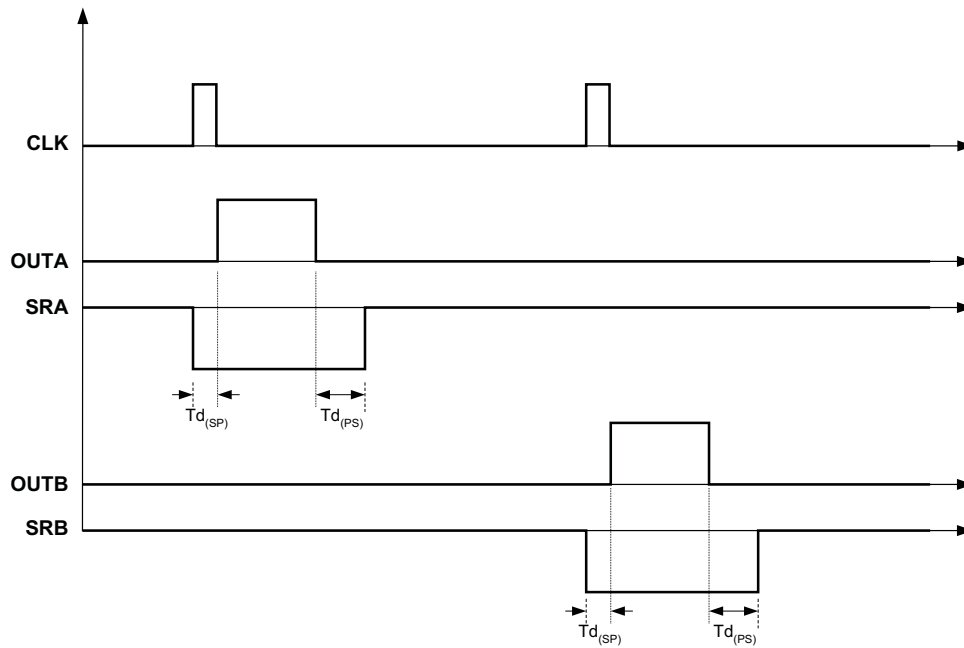 CLK
OUTA
SRA
Td(SP) Td(PS)
OUTB
SRB
Td(SP) Td(PS)